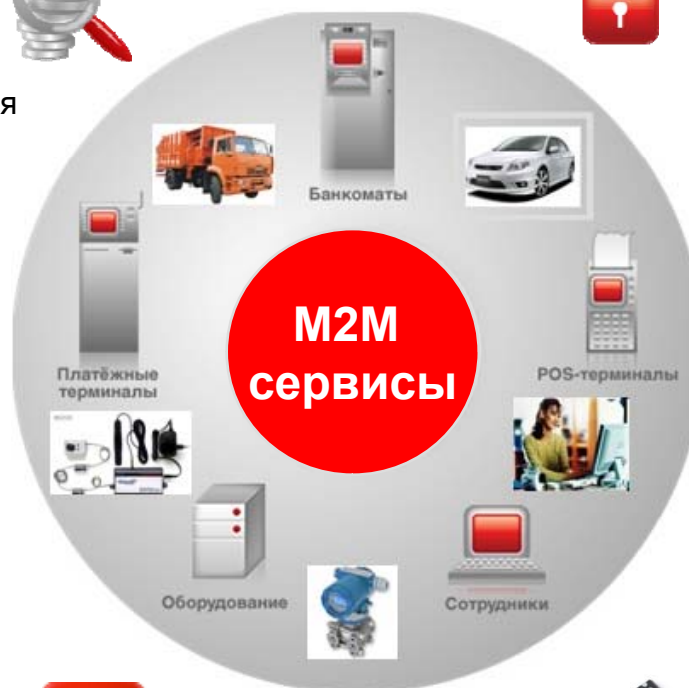 я
Банкоматы
М2М
сервисы
Платёжные
терминалы
POS-терминалы
Оборудование
Сотрудники